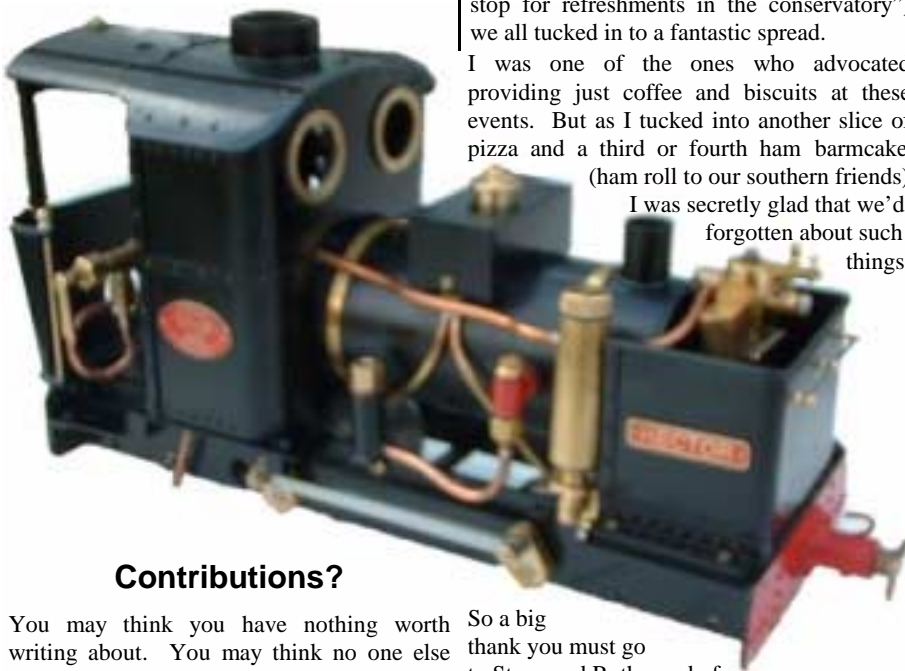 Contributions?
You may think you have nothing worth
writing about. You may think no one else
stop for refreshments in the conservatory",
we all tucked in to a fantastic spread.
I was one of the ones who advocated
providing just coffee and biscuits at these
events. But as I tucked into another slice of
pizza and a third or fourth ham barmcake
(ham roll to our southern friends)
I was secretly glad that we'd
forgotten about such
things
So a big
thank you must go
to